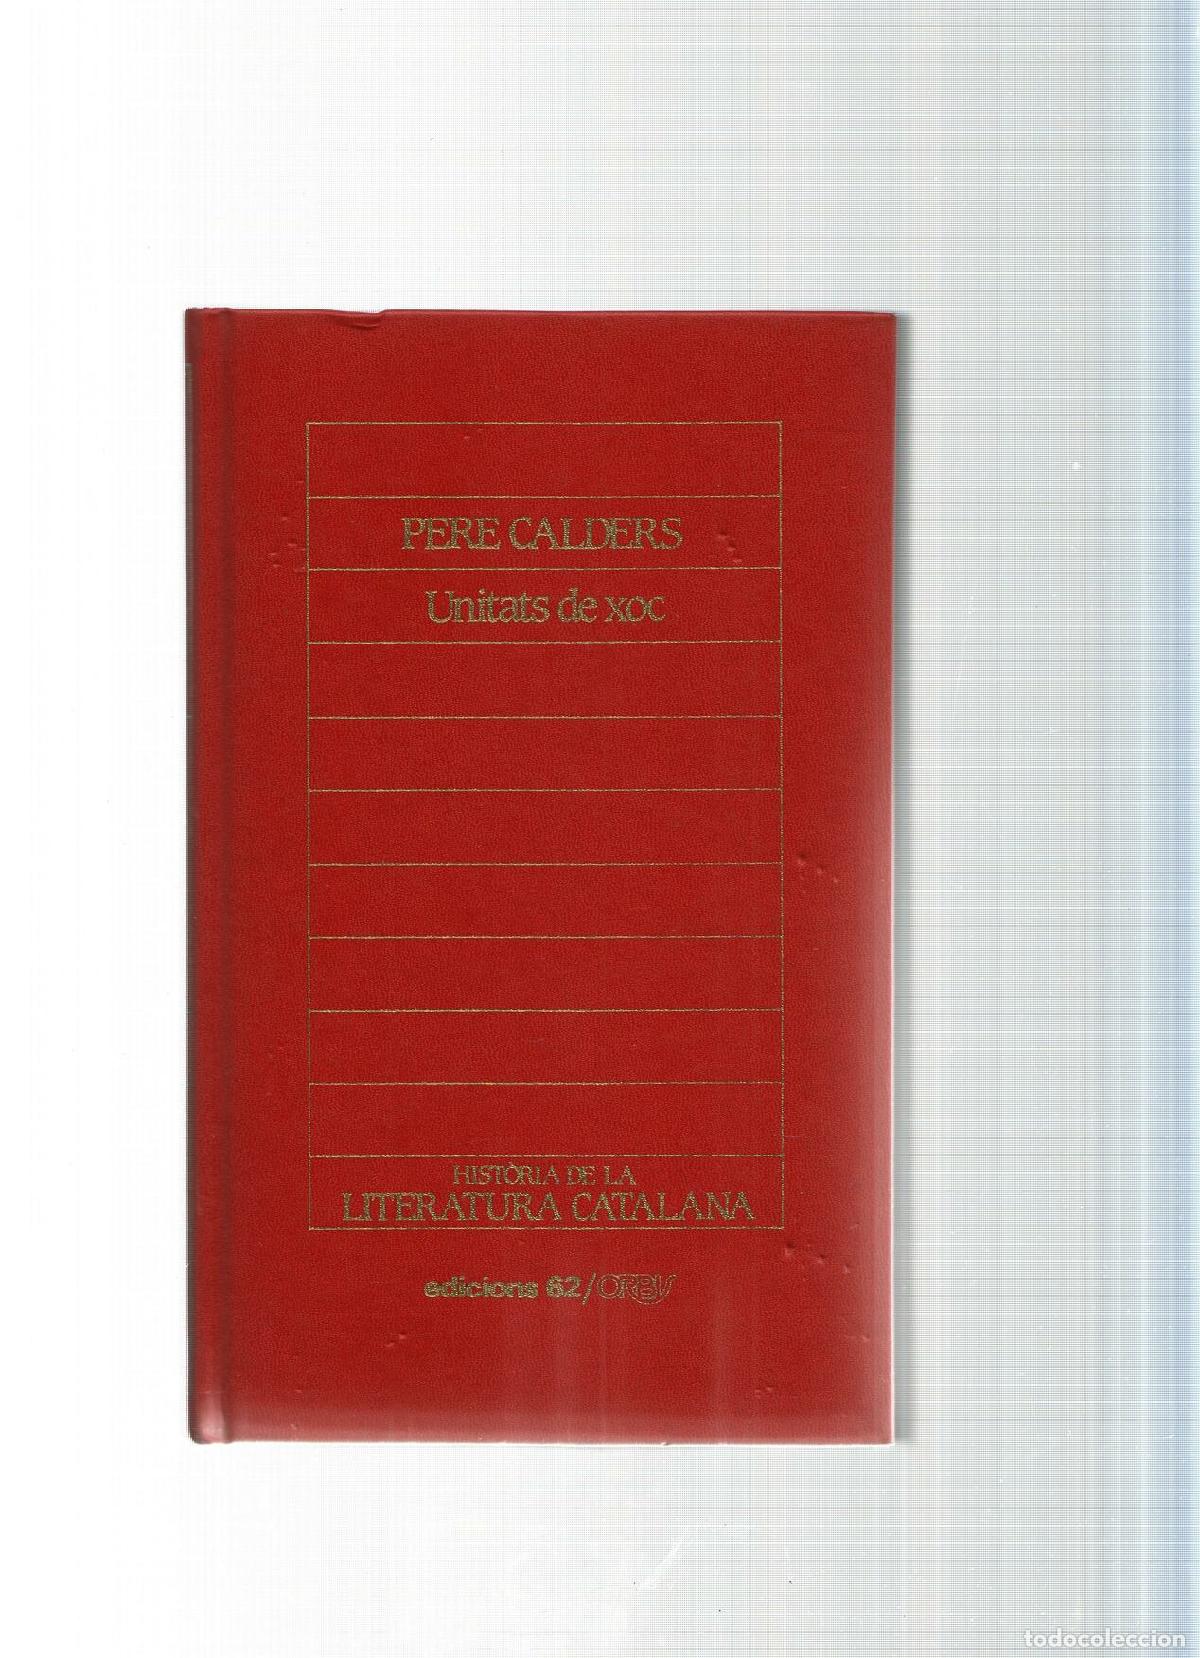 PERE CALDERS
Unitats de xoc
HISTÒRIA DE LA
LITERATURA CATALANA
edicions 62/ORBIS
todocoleccion